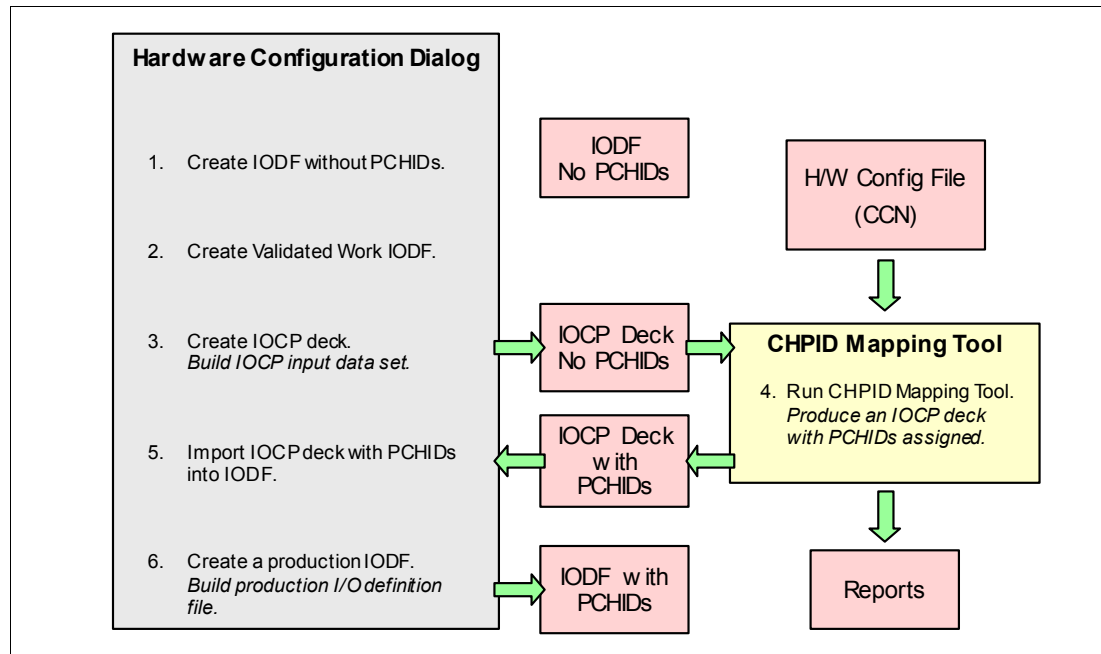 Hardware Configuration Dialog
1. Create IODF without PCHIDs.
2. Create Validated Work IODF.
3. Create IOCP deck.
Build IOCP input data set.
5. Import IOCP deck with PCHIDs
into IODF.
6. Create a production IODF.
Build production I/O definition
file.
IODF
No PCHIDs
IOCP Deck
No PCHIDs
IOCP Deck
with
PCHIDs
IODF with
PCHIDs
H/W Config File
(CCN)
CHPID Mapping Tool
4. Run CHPID Mapping Tool.
Produce an IOCP deck
with PCHIDs assigned.
Reports